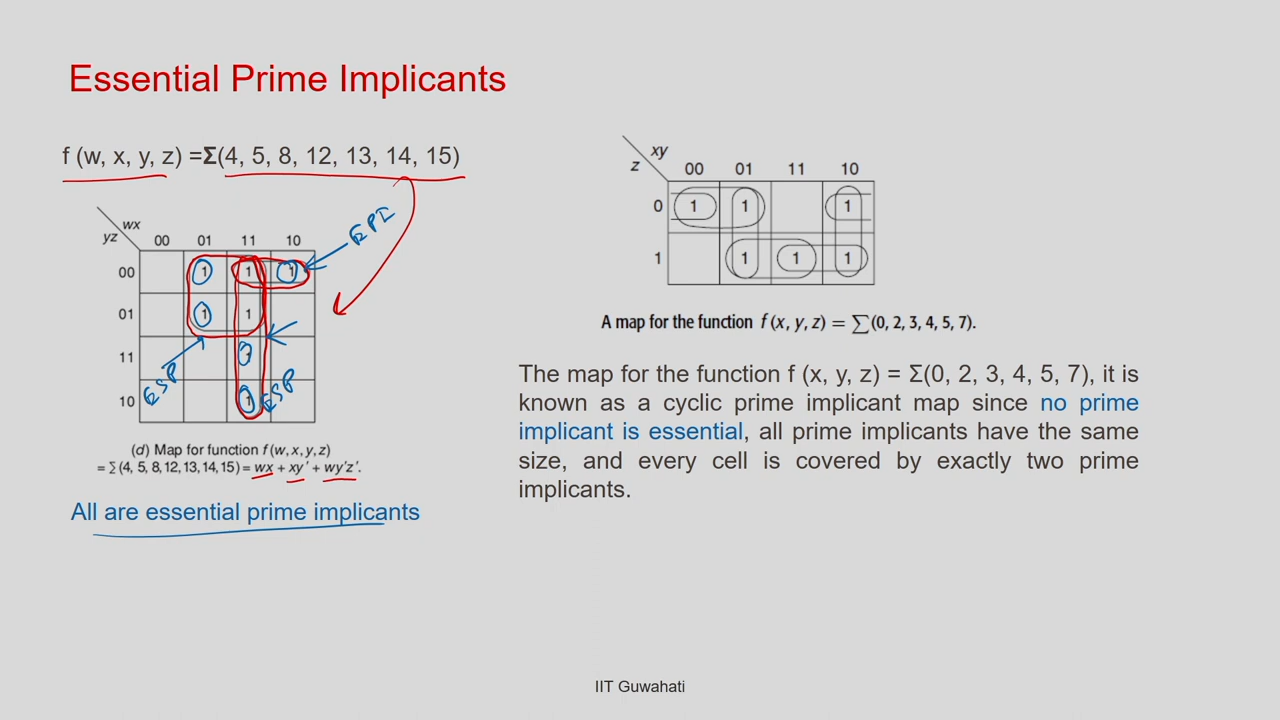 Essential Prime Implicants
f (w, x, y, z) =Σ(4, 5, 8, 12, 13, 14, 15)
wx
yz 00 01 11 10
00 1 1 1
01 1 1
11 1
10 1
EPI
ESP
ESP
(d) Map for function f(w, x, y, z)
= Σ(4, 5, 8, 12, 13, 14, 15) = wx + xy′ + wy′z′.
All are essential prime implicants
xy
z 00 01 11 10
0 1 1 1
1 1 1 1
A map for the function f(x, y, z) = ∑(0, 2, 3, 4, 5, 7).
The map for the function f (x, y, z) = Σ(0, 2, 3, 4, 5, 7), it is
known as a cyclic prime implicant map since no prime
implicant is essential, all prime implicants have the same
size, and every cell is covered by exactly two prime
implicants.
IIT Guwahati